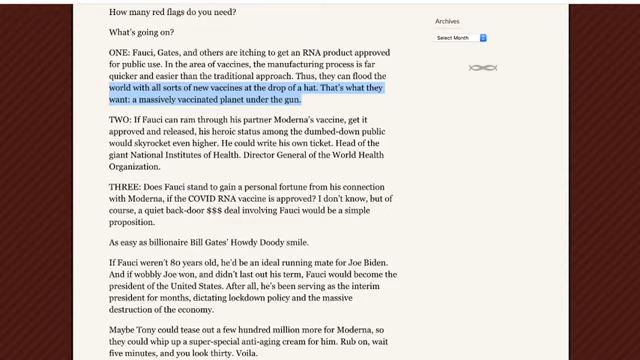 How many red flags do you need?
Archives
What's going on?
Select Month
ONE: Fauci, Gates, and others are itching to get an RNA product approved
for public use. In the area of vaccines, the manufacturing process is far
quicker and easier than the traditional approach. Thus, they can flood the
world with all sorts of new vaccines at the drop of a hat. That's what they
want: a massively vaccinated planet under the gun.
TWO: If Fauci can ram through his partner Moderna's vaccine, get it
approved and released, his heroic status among the dumbed-down public
would skyrocket even higher. He could write his own ticket. Head of the
giant National Institutes of Health. Director General of the World Health
Organization.
THREE: Does Fauci stand to gain a personal fortune from his connection
with Moderna, if the COVID RNA vaccine is approved? I don't know, but of
course, a quiet back-door $$$ deal involving Fauci would be a simple
proposition.
As easy as billionaire Bill Gates' Howdy Doody smile.
If Fauci weren't 80 years old, he'd be an ideal running mate for Joe Biden.
And if wobbly Joe won, and didn't last out his term, Fauci would become the
president of the United States. After all, he's been serving as the interim
president for months, dictating lockdown policy and the massive
destruction of the economy.
Maybe Tony could tease out a few hundred million more for Moderna, so
they could whip up a super-special anti-aging cream for him. Rub on, wait
five minutes, and you look thirty. Voila.